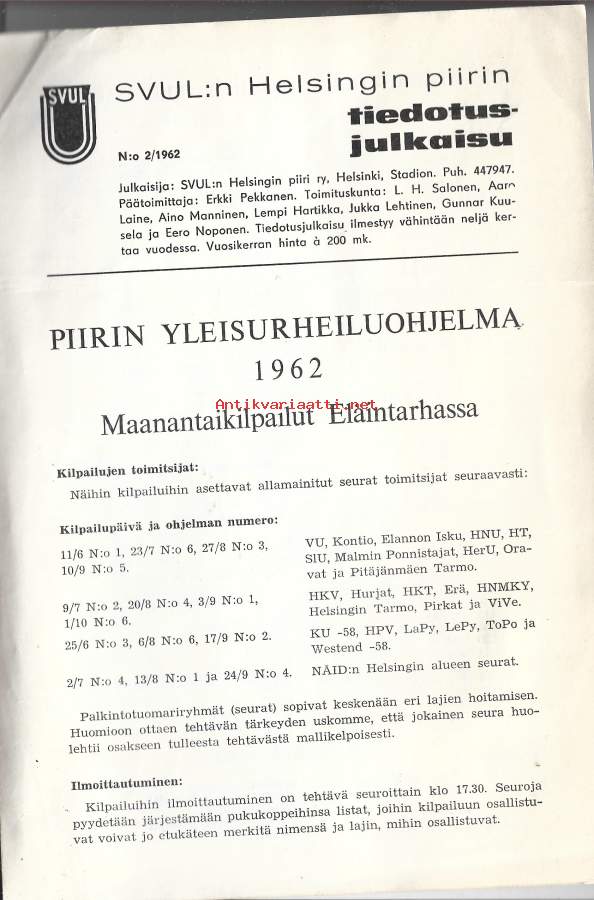 SVUL
SVUL:n Helsingin piirin
tiedotus-
julkaisu
N:o 2/1962
Julkaisija: SVUL:n Helsingin piiri ry, Helsinki, Stadion. Puh. 447947.
Päätoimittaja: Erkki Pekkanen. Toimituskunta: L. H. Salonen, Aaro
Laine, Aino Manninen, Lempi Hartikka, Jukka Lehtinen, Gunnar Kuu-
sela ja Eero Noponen. Tiedotusjulkaisu ilmestyy vähintään neljä ker-
taa vuodessa. Vuosikerran hinta à 200 mk.
PIIRIN YLEISURHEILUOHJELMA
1962
Antikvariaatti.net
Maanantaikilpailut Eläintarhassa
Kilpailujen toimitsijat:
Näihin kilpailuihin asettavat allamainitut seurat toimitsijat seuraavasti:
Kilpailupäivä ja ohjelman numero:
11/6 N:o 1, 23/7 N:o 6, 27/8 N:o 3,
10/9 N:o 5.
VU, Kontio, Elannon Isku, HNU, HT,
SIU, Malmin Ponnistajat, HerU, Ora-
vat ja Pitäjänmäen Tarmo.
9/7 N:o 2, 20/8 N:o 4, 3/9 N:o 1,
1/10 N:o 6.
HKV, Hurjat, HKT, Erä, HNMKY,
Helsingin Tarmo, Pirkat ja ViVe.
25/6 N:o 3, 6/8 N:o 6, 17/9 N:o 2.
KU -58, HPV, LaPy, LePy, ToPo ja
Westend -58.
2/7 N:o 4, 13/8 N:o 1 ja 24/9 N:o 4.
NÄID:n Helsingin alueen seurat.
Palkintotuomariryhmät (seurat) sopivat keskenään eri lajien hoitamisen.
Huomioon ottaen tehtävän tärkeyden uskomme, että jokainen seura huo-
lehtii osakseen tulleesta tehtävästä mallikelpoisesti.
Ilmoittautuminen:
Kilpailuihin ilmoittautuminen on tehtävä seuroittain klo 17.30. Seuroja
pyydetään järjestämään pukukoppeihinsa listat, joihin kilpailuun osallistu-
vat voivat jo etukäteen merkitä nimensä ja lajin, mihin osallistuvat.